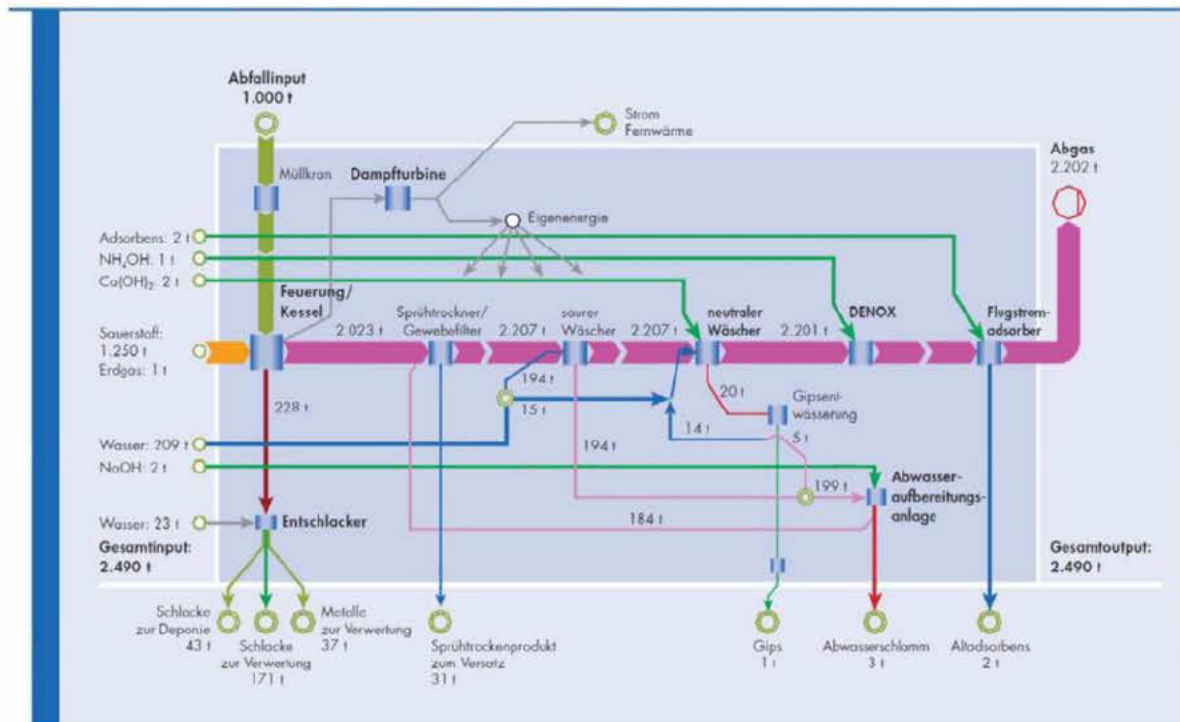 Abfallinput
1.000 t
Strom
Fernwärme
Abgas
2.202 t
Müllkran
Dampfturbine
Eigenenergie
Adsorbens: 2 t
NH₄OH: 1 t
Ca(OH)₂: 2 t
Feuerung/
Kessel
Sprühtrockner/
Gewebefilter
saurer
Wäscher
neutraler
Wäscher
DENOX
Flugstrom-
adsorber
2.023 t
2.207 t
2.207 t
2.201 t
Sauerstoff:
1.250 t
Erdgas: 1 t
228 t
194 t
15 t
20 t
Gipsent-
wässerung
14 t
5 t
Wasser: 209 t
NaOH: 2 t
194 t
199 t
Abwasser-
aufbereitungs-
anlage
184 t
Wasser: 23 t
Entschlacker
Gesamtinput:
2.490 t
Gesamtoutput:
2.490 t
Schlacke
zur Deponie
43 t
Schlacke
zur Verwertung
171 t
Metalle
zur Verwertung
37 t
Sprühtrockenprodukt
zum Versatz
31 t
Gips
1 t
Abwasserschlamm
3 t
Altadsorbens
2 t